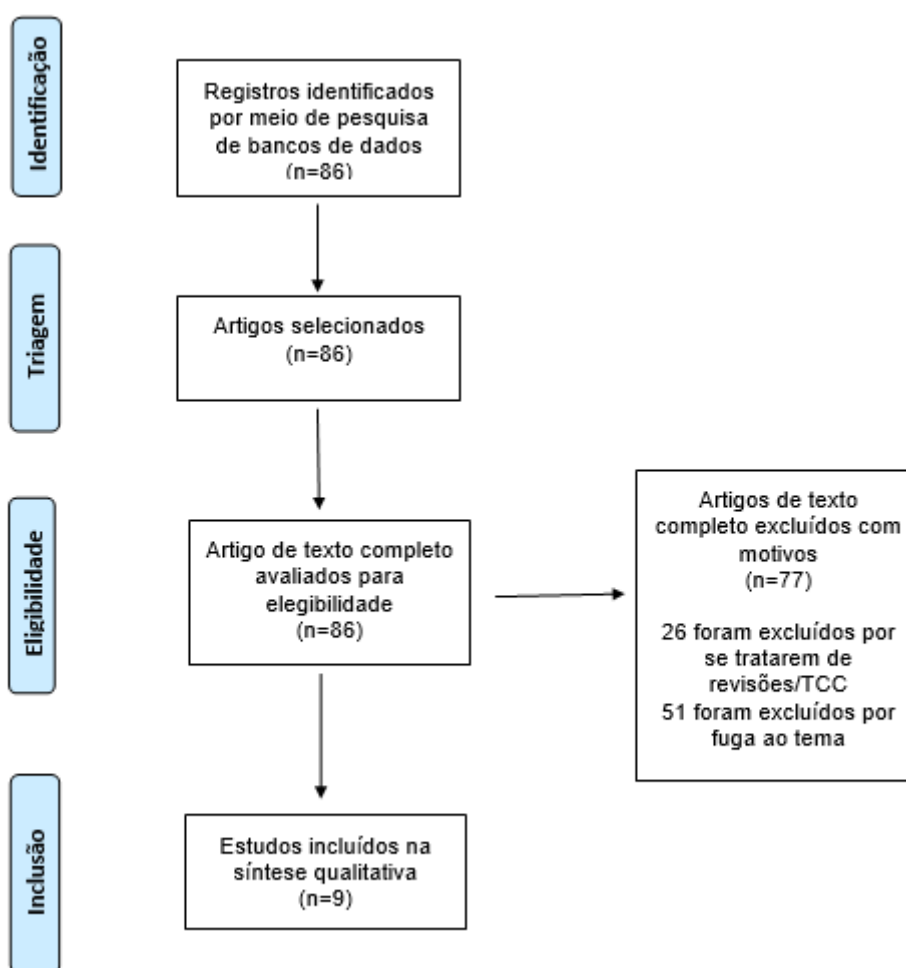 Identificação
Registros identificados
por meio de pesquisa
de bancos de dados
(n=86)
Triagem
Artigos selecionados
(n=86)
Eligibilidade
Artigo de texto completo
avaliados para
elegibilidade
(n=86)
Artigos de texto
completo excluídos com
motivos
(n=77)
26 foram excluídos por
se tratarem de
revisões/TCC
51 foram excluídos por
fuga ao tema
Inclusão
Estudos incluídos na
síntese qualitativa
(n=9)